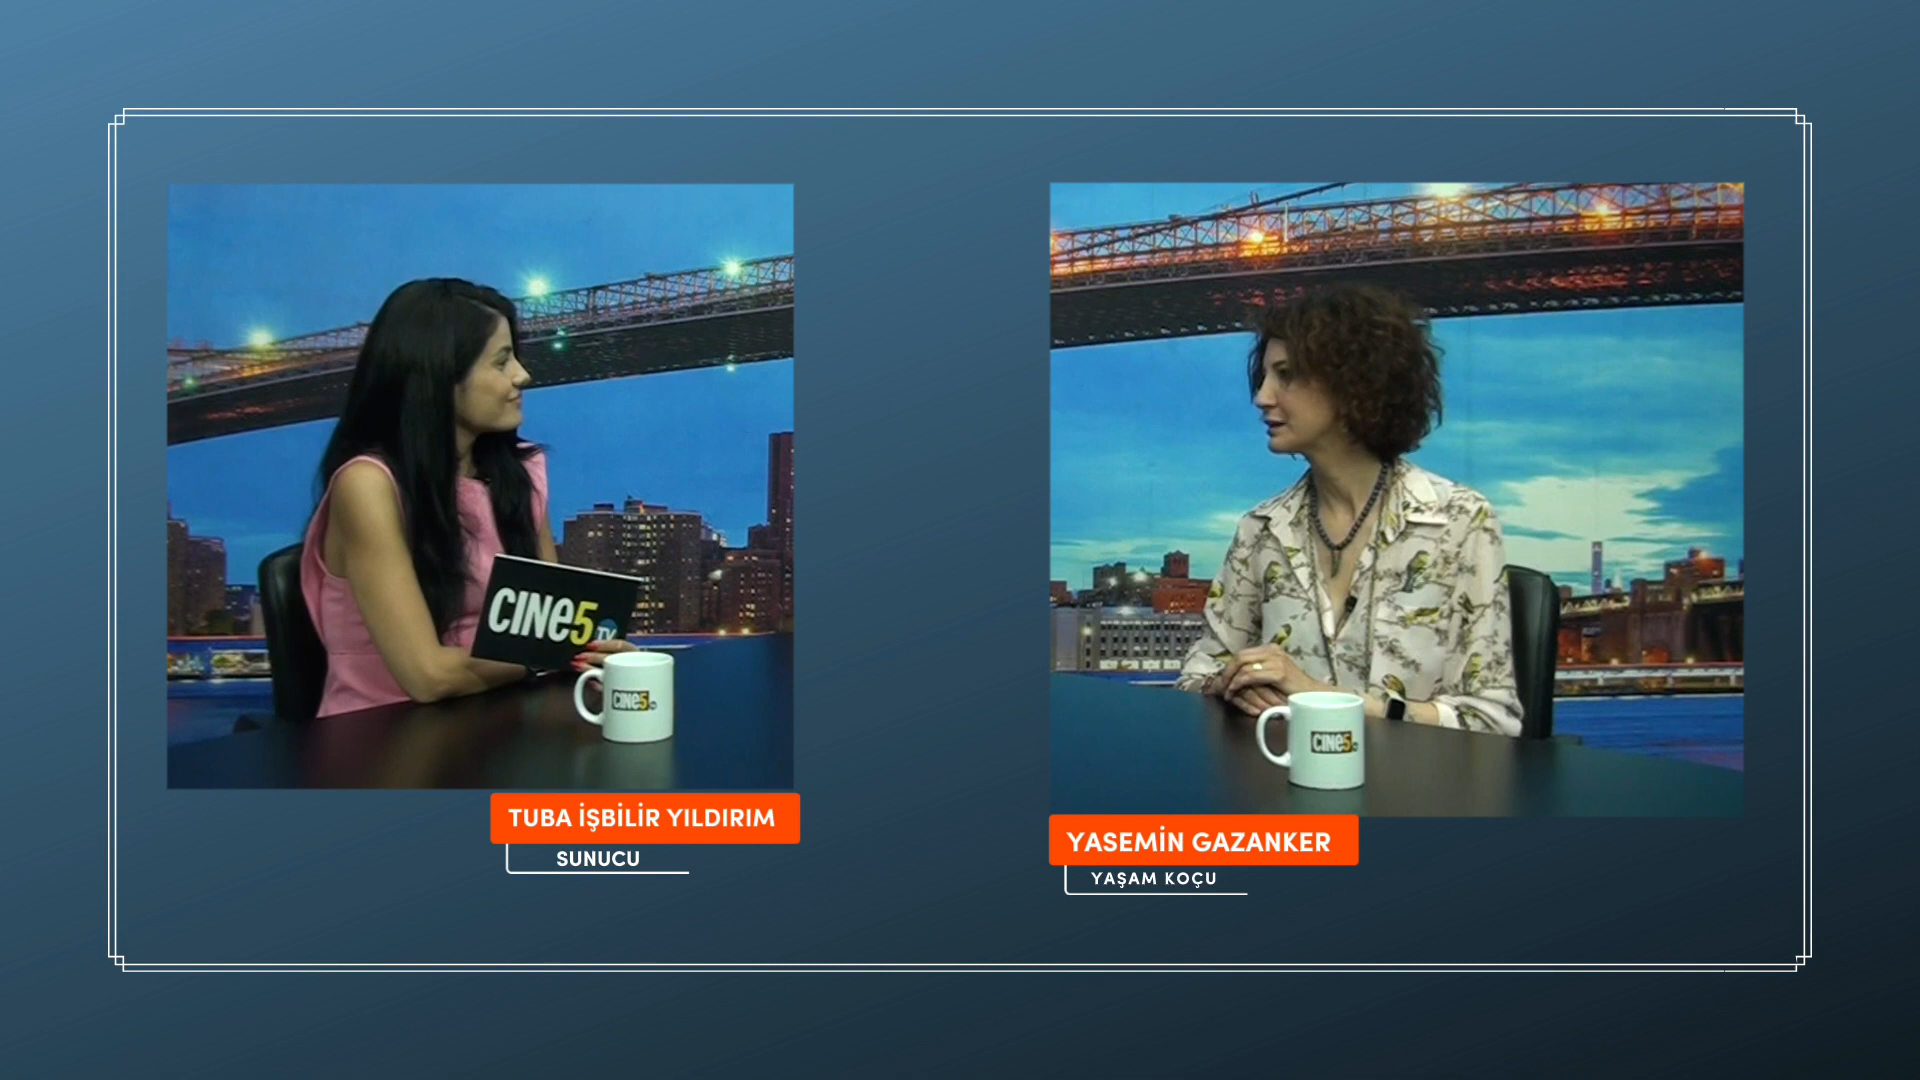 CINE5 TV
CINE5
TUBA İŞBİLİR YILDIRIM
SUNUCU
CINE5
YASEMİN GAZANKER
YAŞAM KOÇU